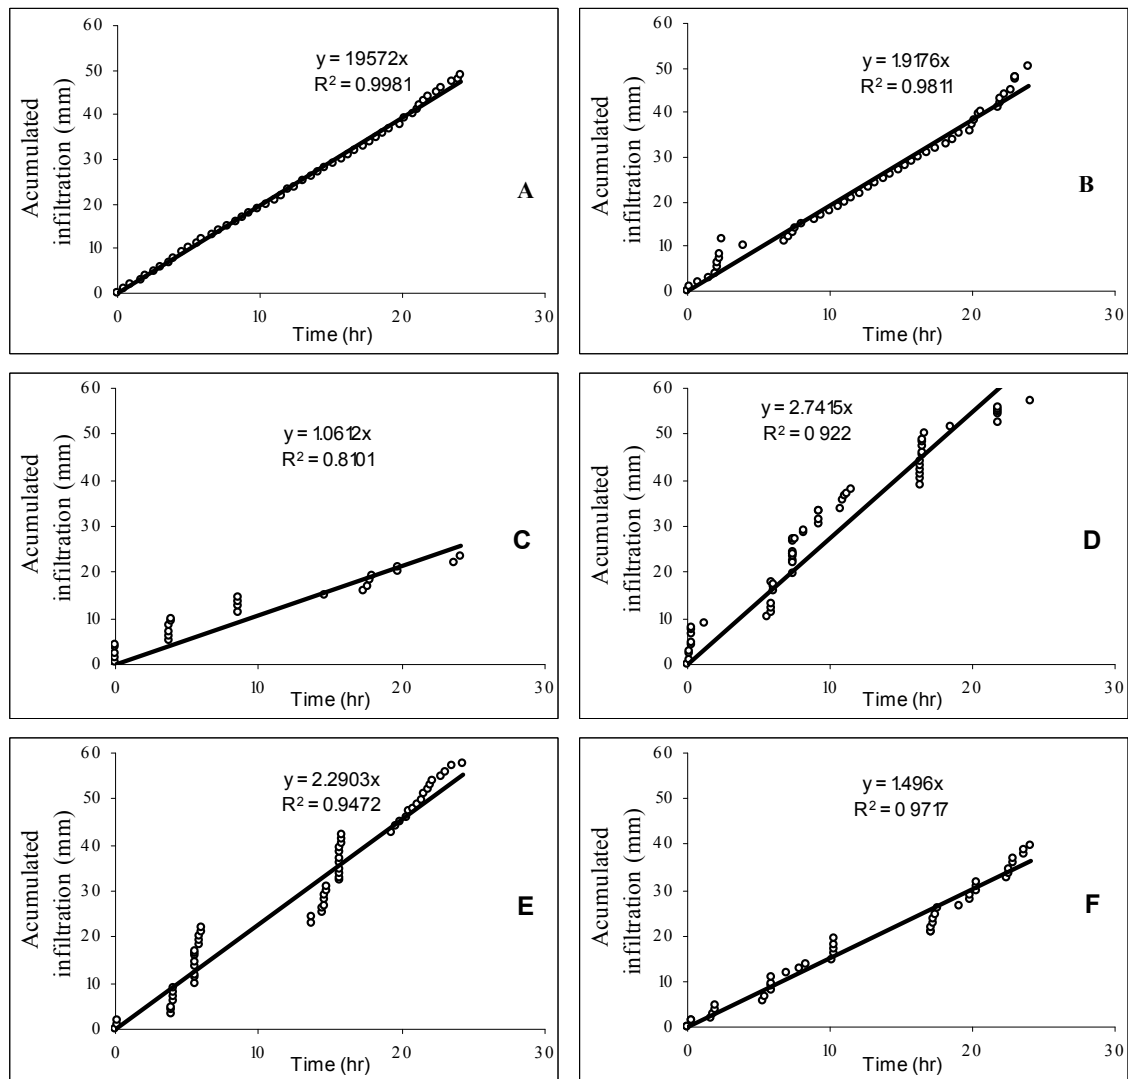 60
50
40
30
20
10
0
Acumulated
infiltration (mm)
y = 19572x
R² = 0.9981
A
0 10 20 30
Time (hr)
60
50
40
30
20
10
0
Acumulated
infiltration (mm)
y = 1.9176x
R² = 0.9811
B
0 10 20 30
Time (hr)
60
50
40
30
20
10
0
Acumulated
infiltration (mm)
y = 1.0612x
R² = 0.8101
C
0 10 20 30
Time (hr)
60
50
40
30
20
10
0
Acumulated
infiltration (mm)
y = 2.7415x
R² = 0 922
D
0 10 20 30
Time (hr)
60
50
40
30
20
10
0
Acumulated
infiltration (mm)
y = 2.2903x
R² = 0.9472
E
0 10 20 30
Time (hr)
60
50
40
30
20
10
0
Acumulated
infiltration (mm)
y = 1.496x
R² = 0 9717
F
0 10 20 30
Time (hr)